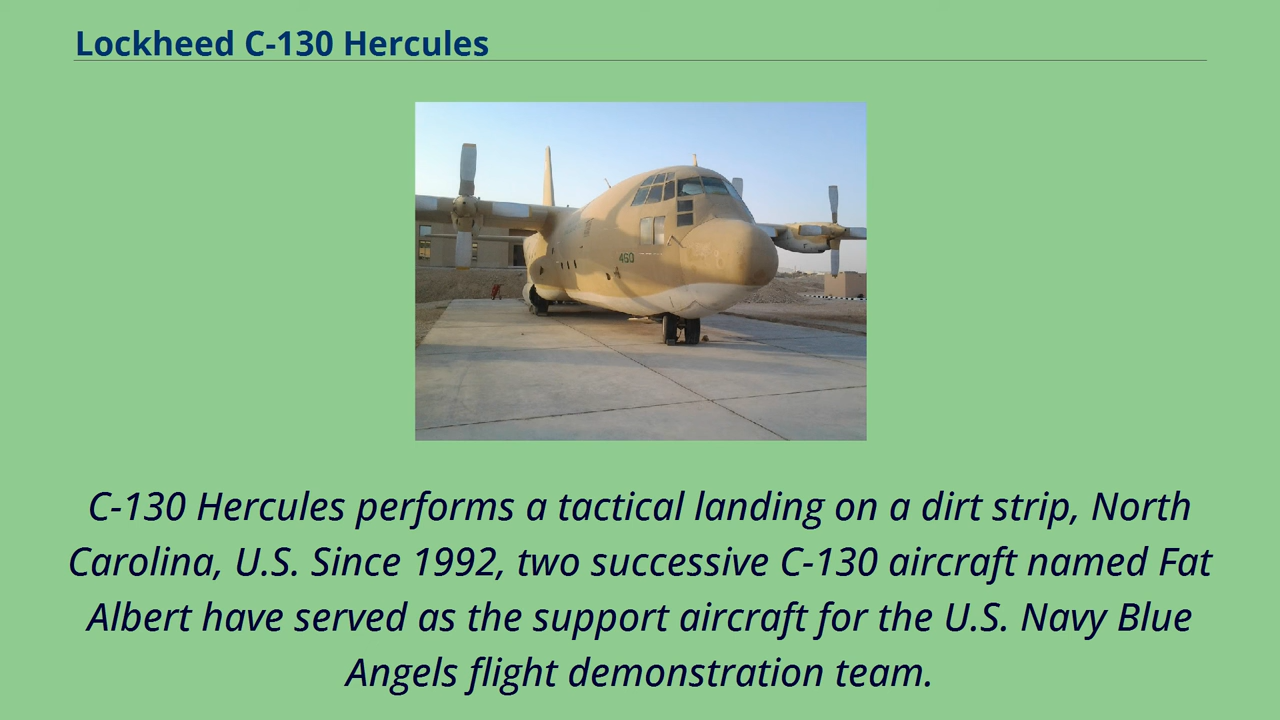 Lockheed C-130 Hercules
460
C-130 Hercules performs a tactical landing on a dirt strip, North
Carolina, U.S. Since 1992, two successive C-130 aircraft named Fat
Albert have served as the support aircraft for the U.S. Navy Blue
Angels flight demonstration team.